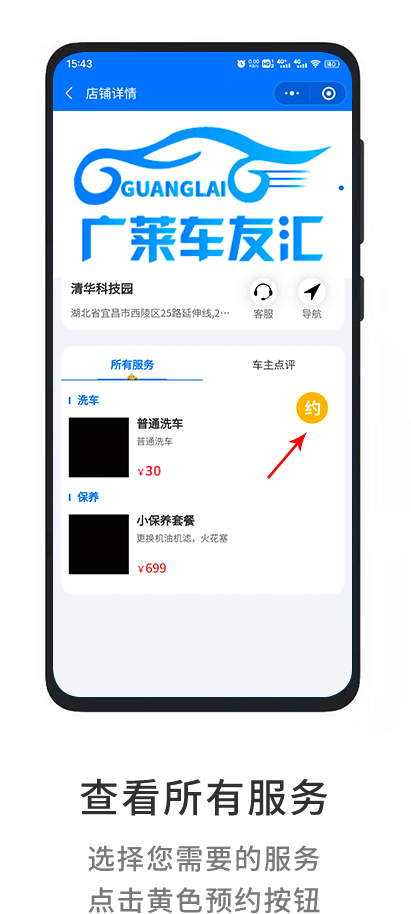 15:43
店铺详情
GUANGLAI
广莱车友汇
清华科技园
湖北省宜昌市西陵区25路延伸线,2…
客服
导航
所有服务
车主点评
洗车
约
普通洗车
普通洗车
¥30
保养
小保养套餐
更换机油机滤，火花塞
¥699
查看所有服务
选择您需要的服务
点击黄色预约按钮